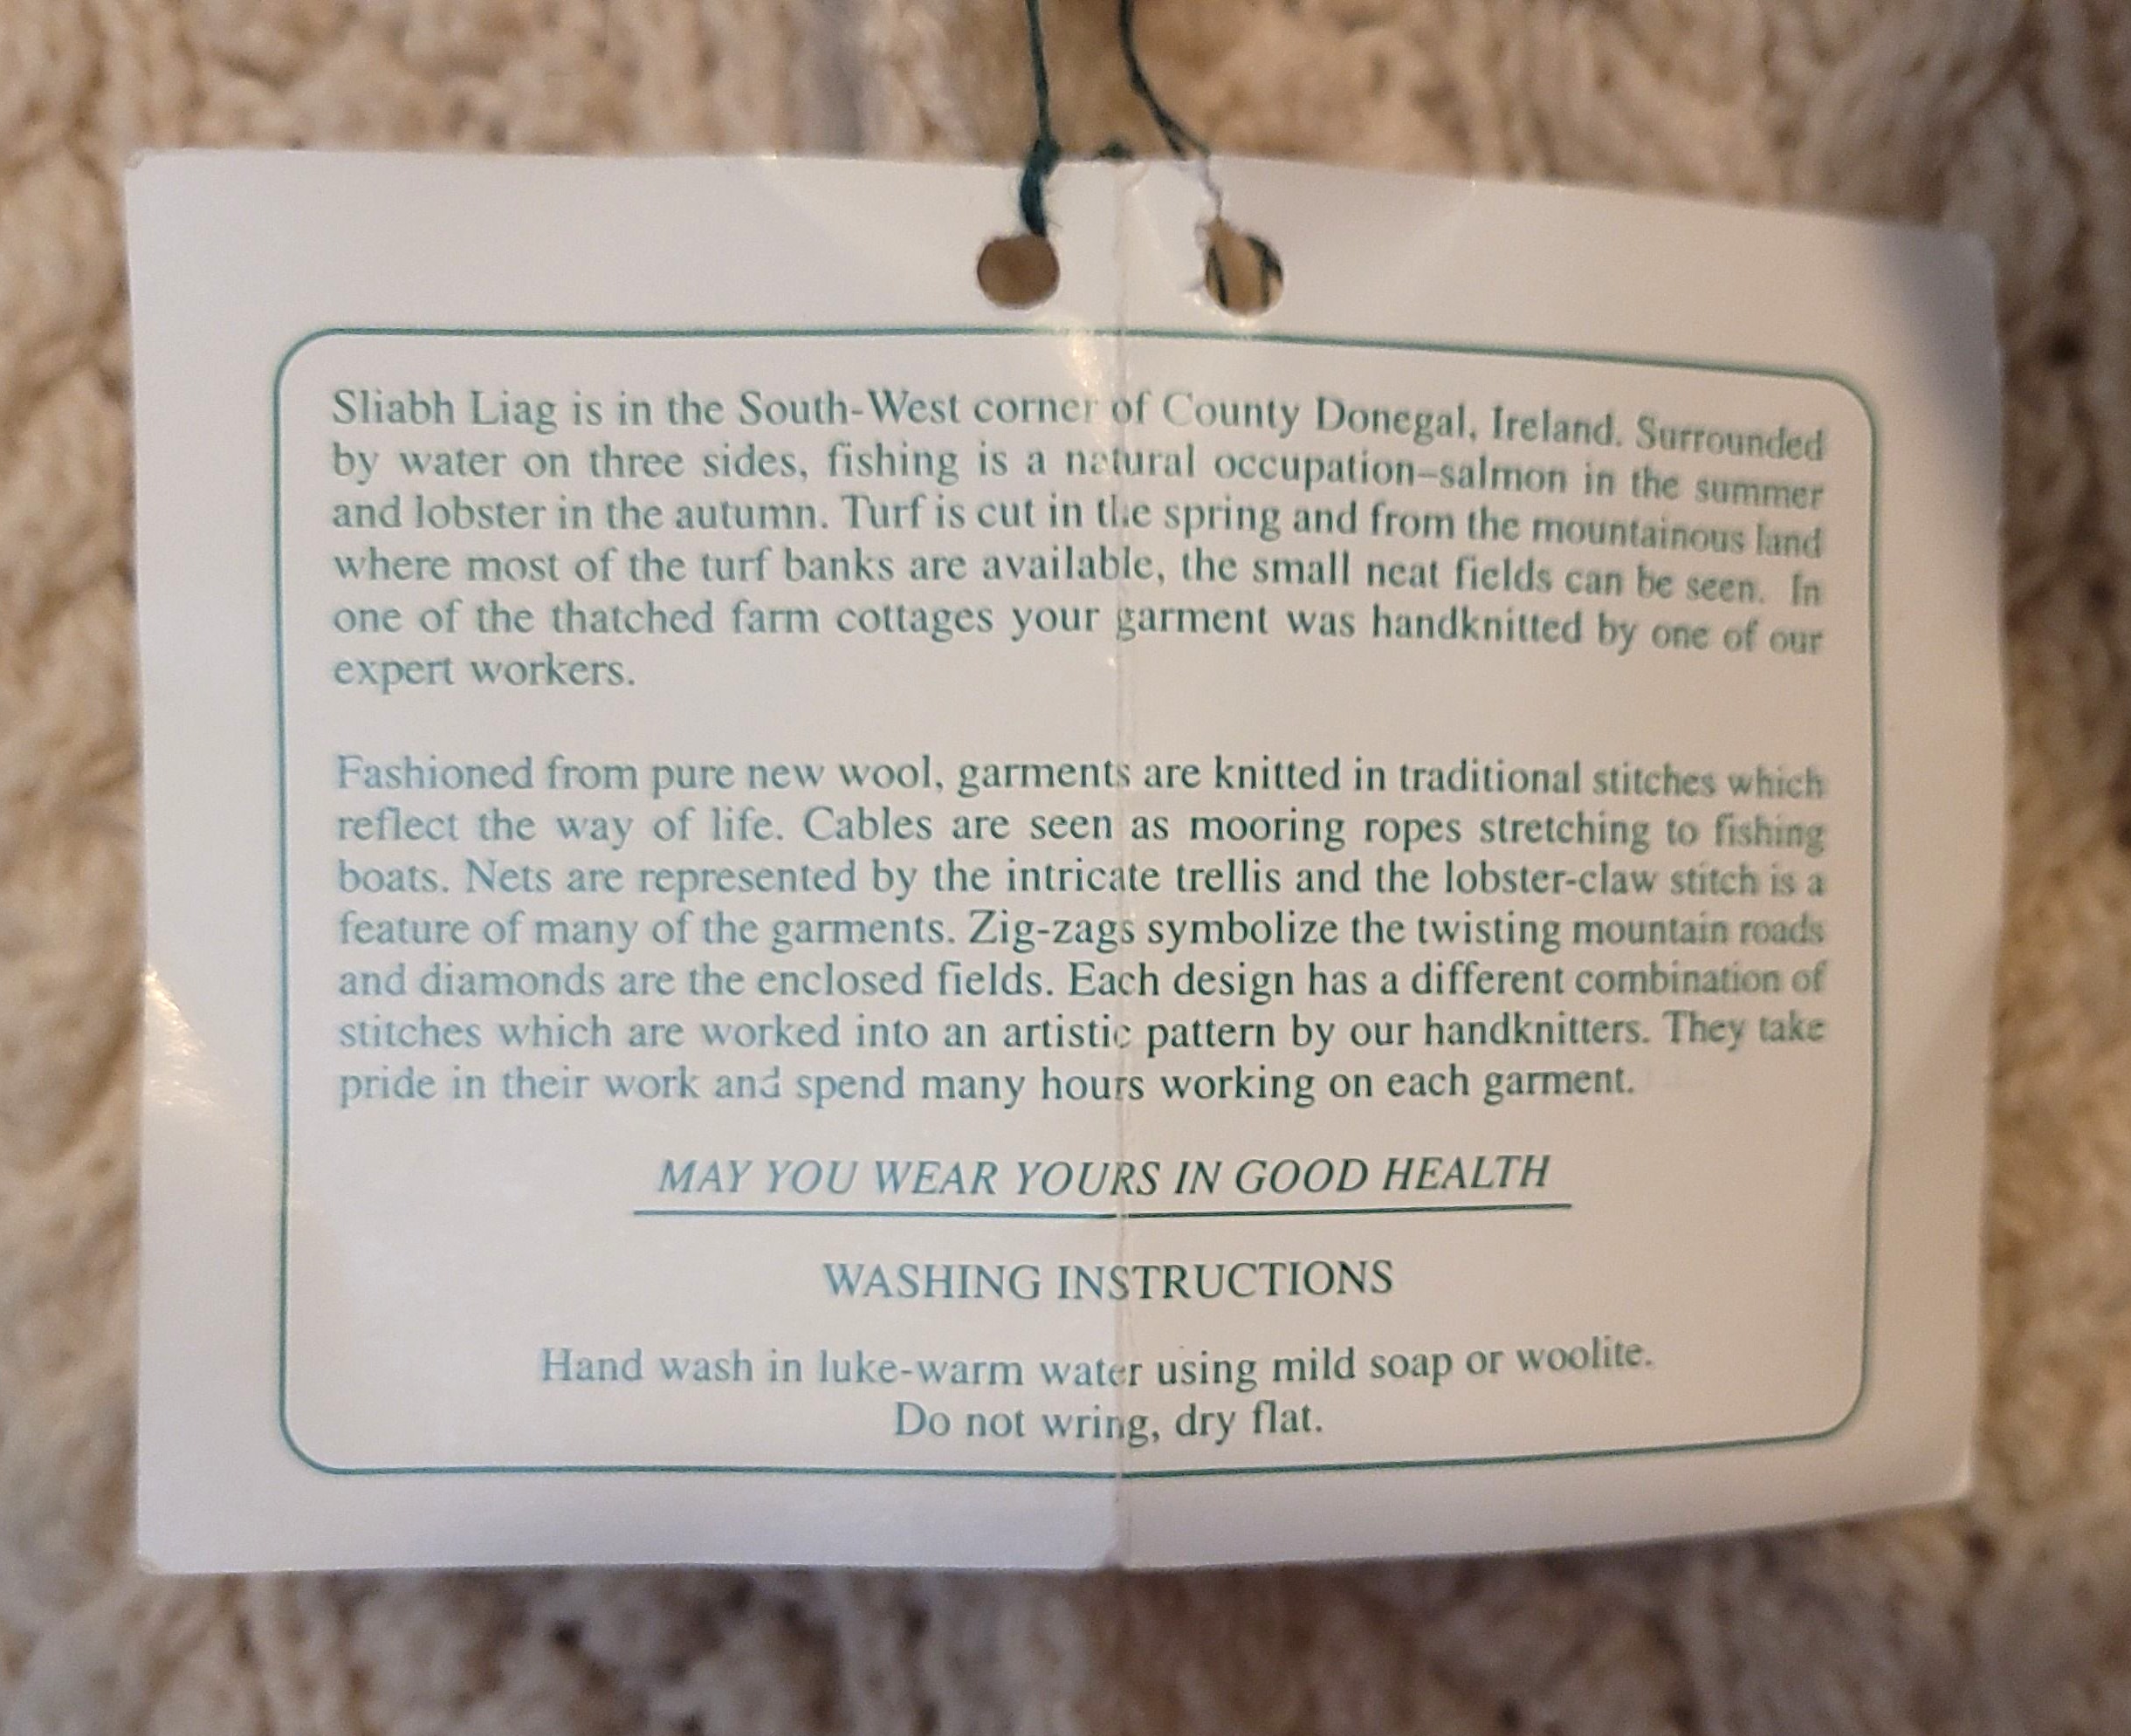 Sliabh Liag is in the South-West corner of County Donegal, Ireland. Surrounded
by water on three sides, fishing is a natural occupation–salmon in the summer
and lobster in the autumn. Turf is cut in the spring and from the mountainous land
where most of the turf banks are available, the small neat fields can be seen. In
one of the thatched farm cottages your garment was handknitted by one of our
expert workers.
Fashioned from pure new wool, garments are knitted in traditional stitches which
reflect the way of life. Cables are seen as mooring ropes stretching to fishing
boats. Nets are represented by the intricate trellis and the lobster-claw stitch is a
feature of many of the garments. Zig-zags symbolize the twisting mountain roads
and diamonds are the enclosed fields. Each design has a different combination of
stitches which are worked into an artistic pattern by our handknitters. They take
pride in their work and spend many hours working on each garment.
MAY YOU WEAR YOURS IN GOOD HEALTH
WASHING INSTRUCTIONS
Hand wash in luke-warm water using mild soap or woolite.
Do not wring, dry flat.